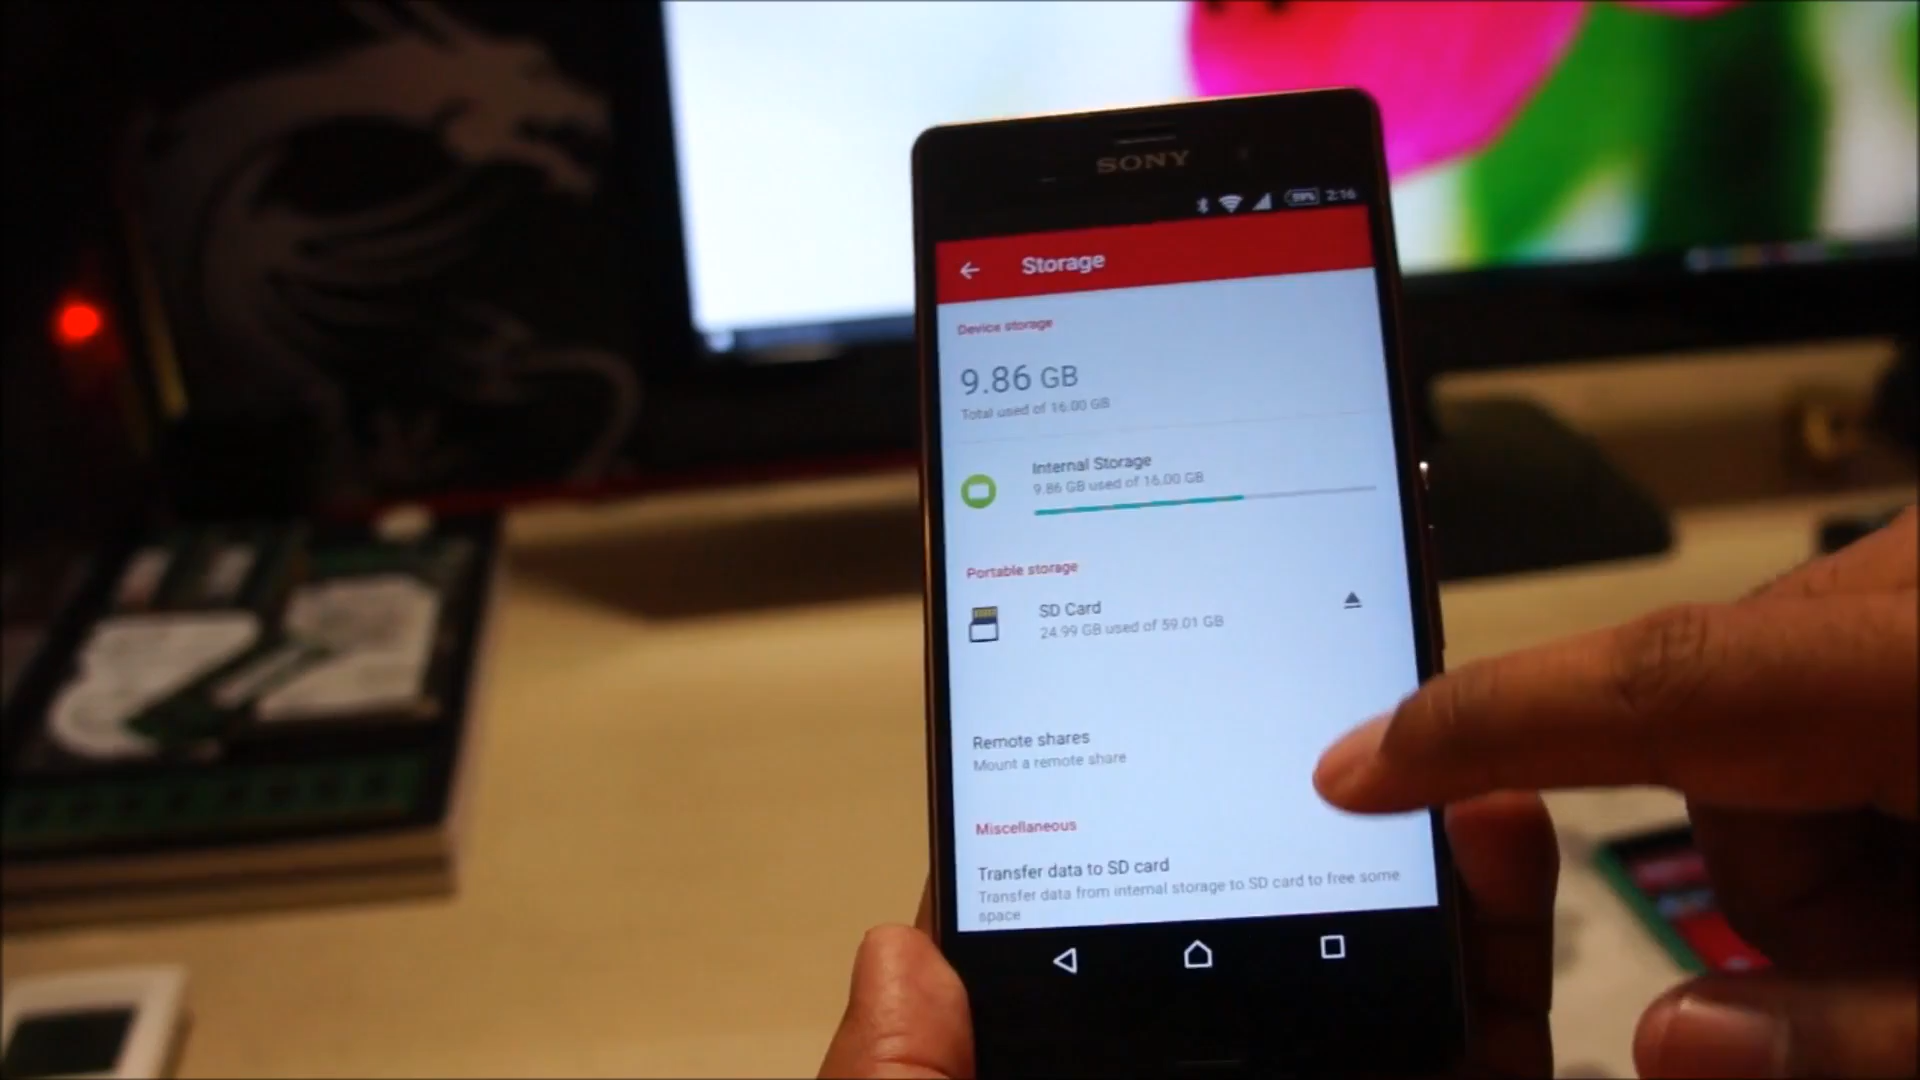 SONY
59% 2:16
Storage
Device storage
9.86 GB
Total used of 16.00 GB
Internal Storage
9.86 GB used of 16.00 GB
Portable storage
SD Card
24.99 GB used of 59.01 GB
Remote shares
Mount a remote share
Miscellaneous
Transfer data to SD card
Transfer data from internal storage to SD card to free some
space